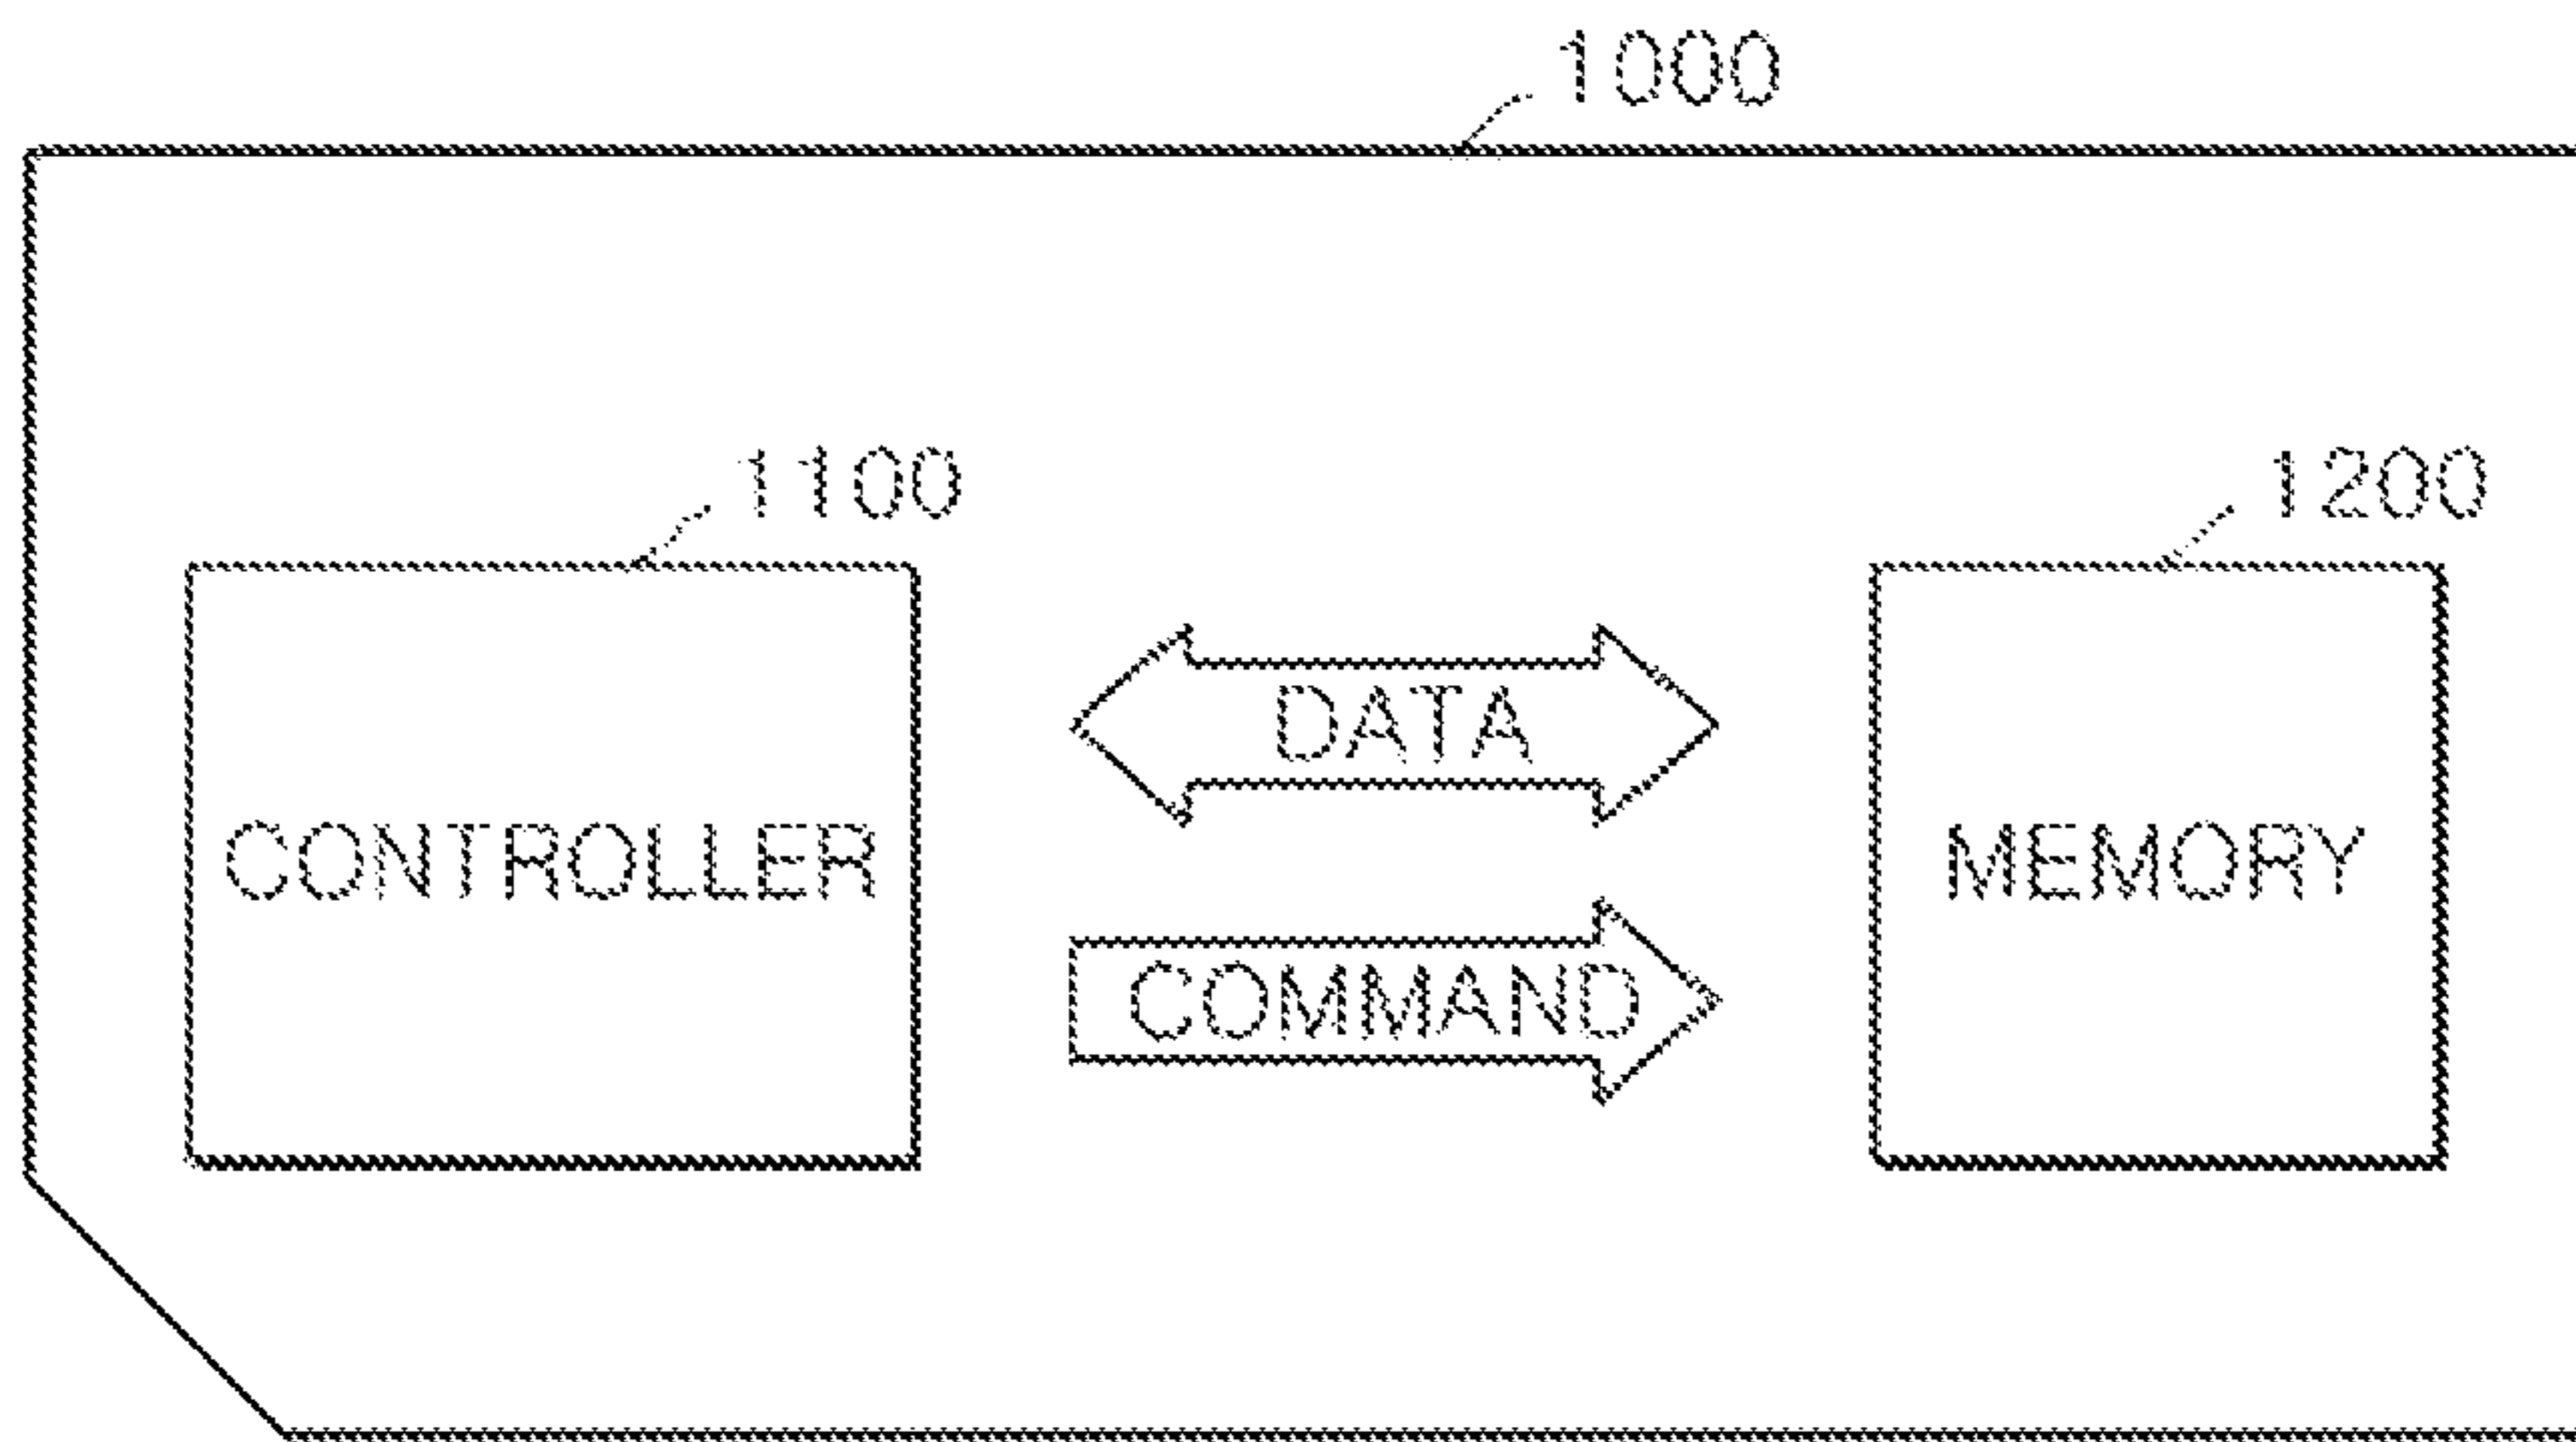 1000
1100
1200
DATA
CONTROLLER
MEMORY
COMMAND